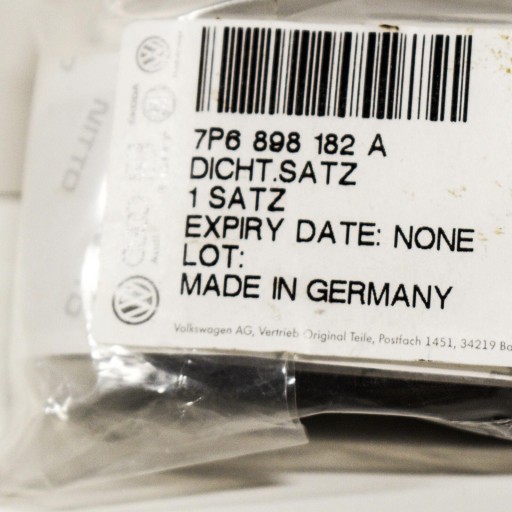 7P6 898 182 A
DICHT.SATZ
1 SATZ
EXPIRY DATE: NONE
LOT:
MADE IN GERMANY
Volkswagen AG, Vertrieb Original Teile, Postfach 1451, 34219
NITTO